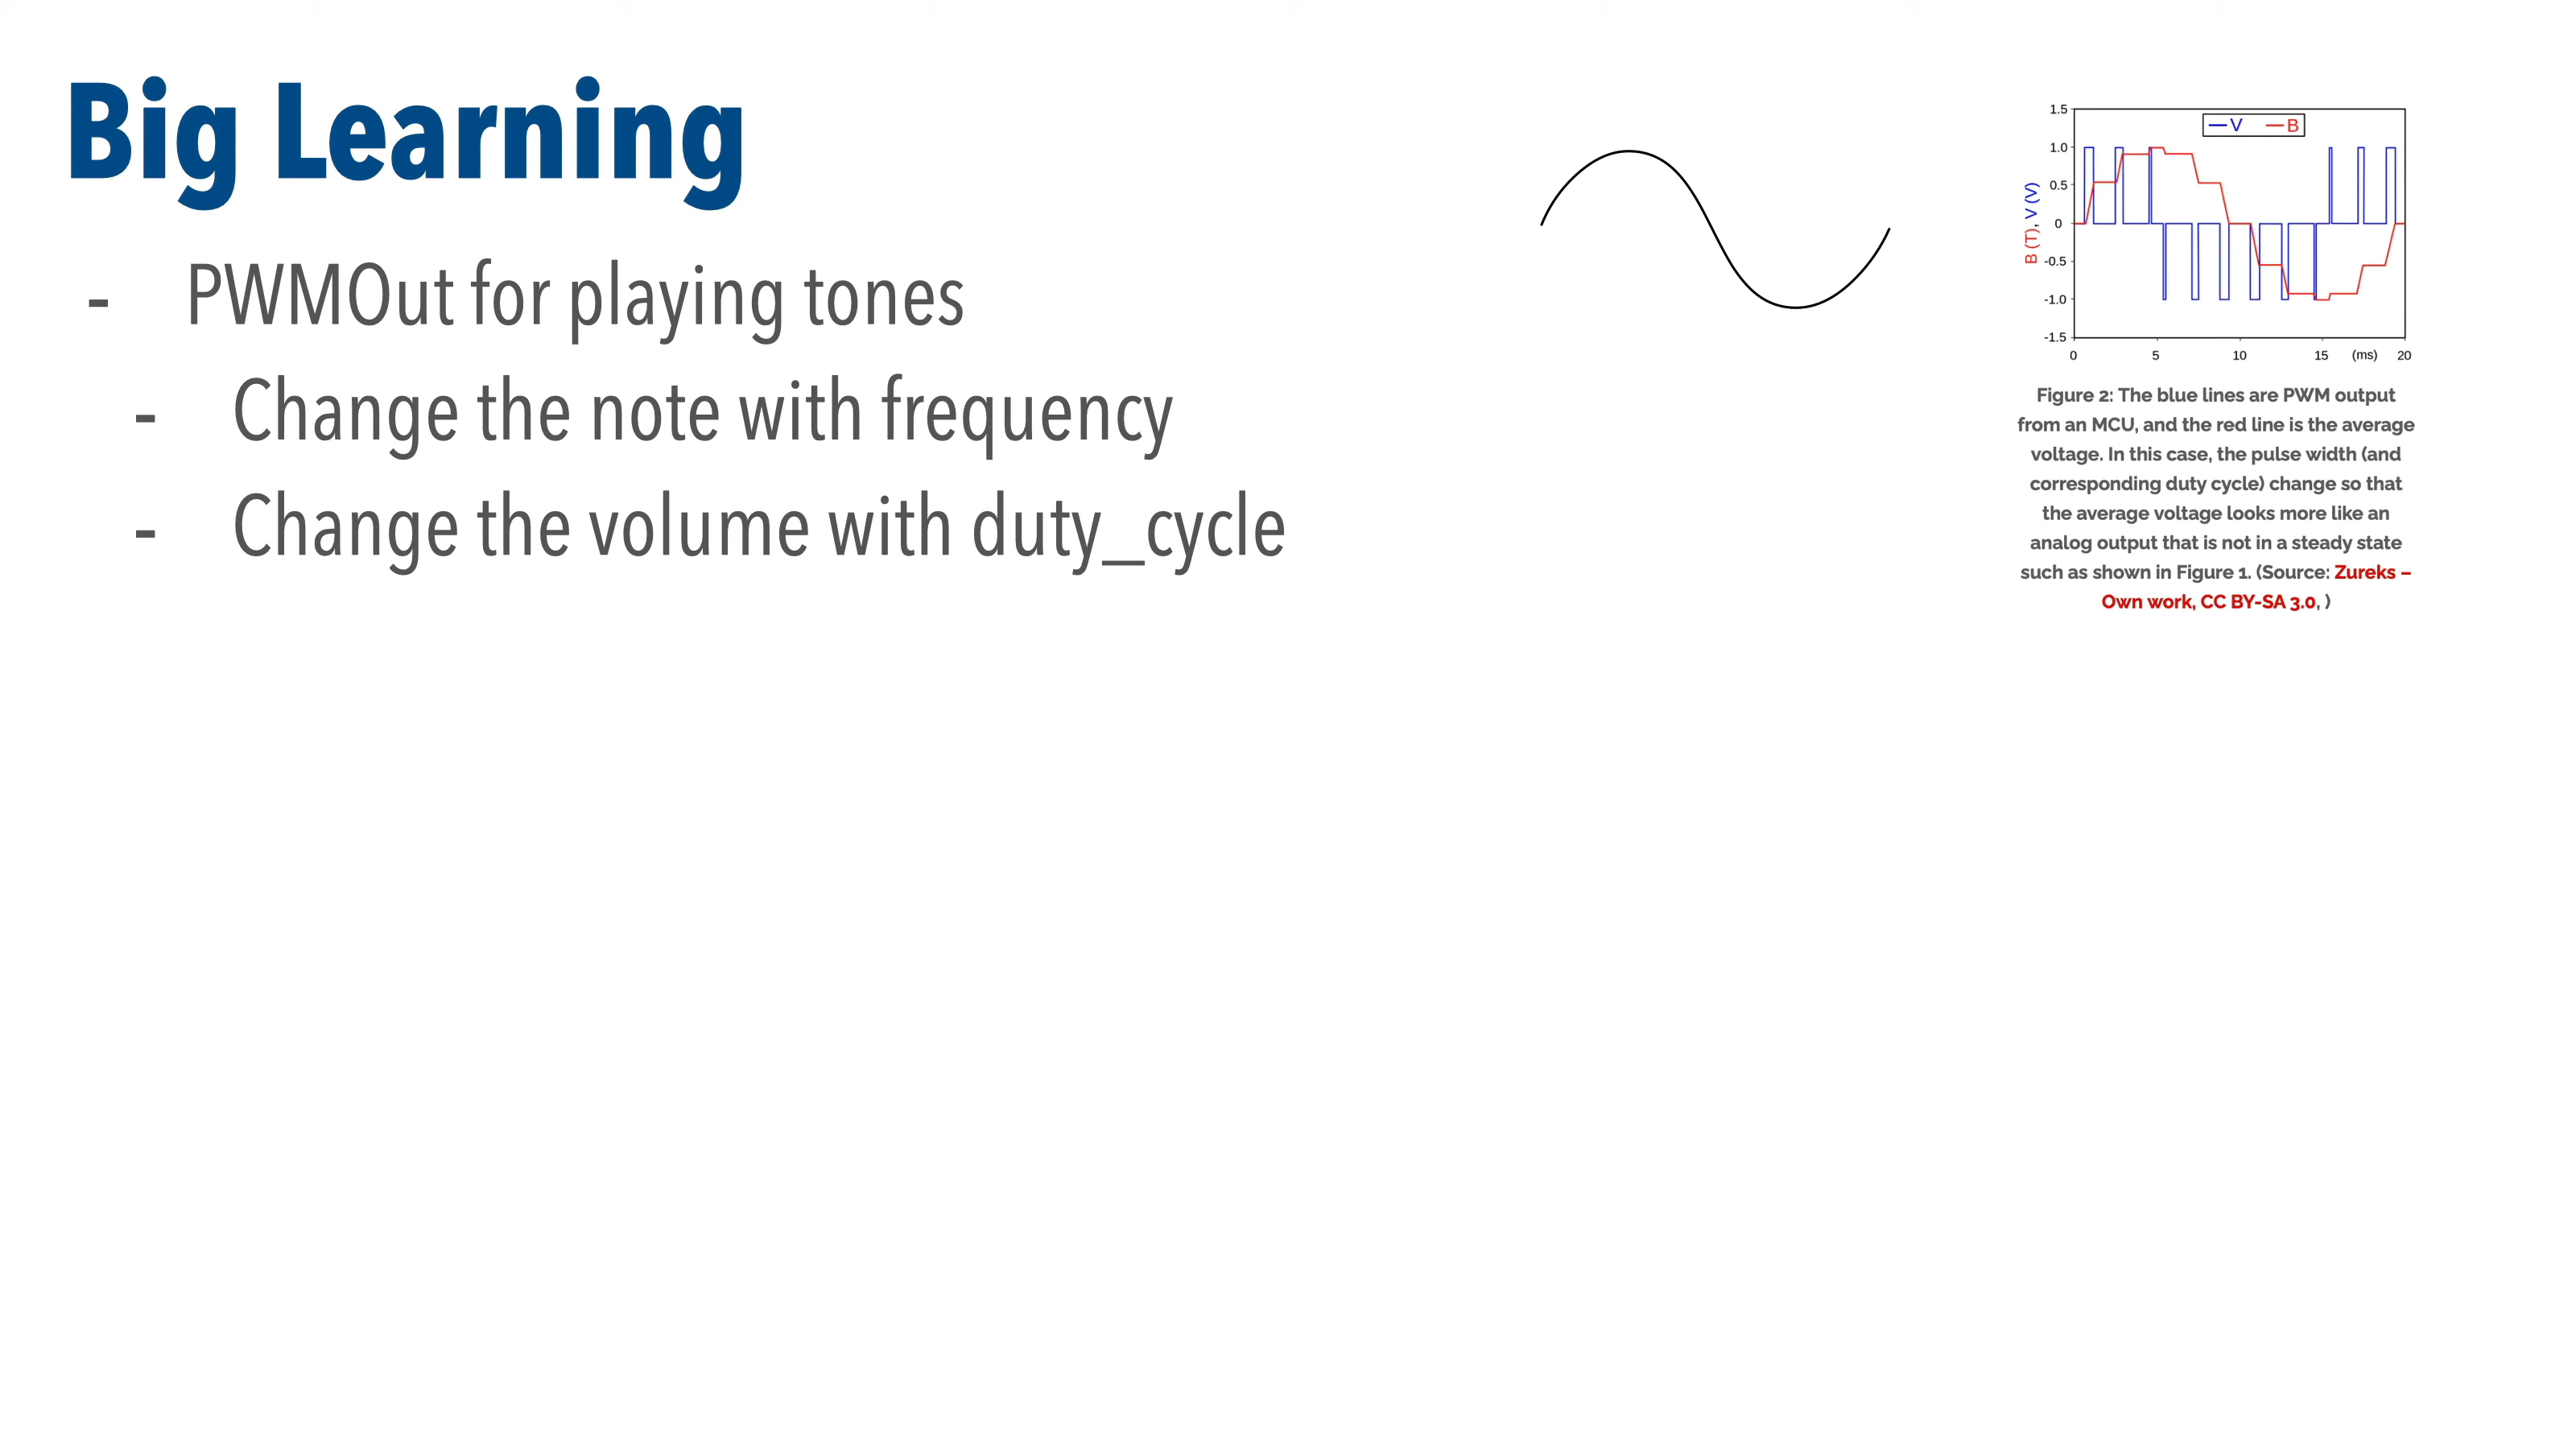 Big Learning
- PWMOut for playing tones
- Change the note with frequency
- Change the volume with duty_cycle
1.5
1.0
0.5
0
-0.5
-1.0
-1.5
B (T), V (V)
V B
0 5 10 15 (ms) 20
Figure 2: The blue lines are PWM output
from an MCU, and the red line is the average
voltage. In this case, the pulse width (and
corresponding duty cycle) change so that
the average voltage looks more like an
analog output that is not in a steady state
such as shown in Figure 1. (Source: Zureks –
Own work, CC BY-SA 3.0, )